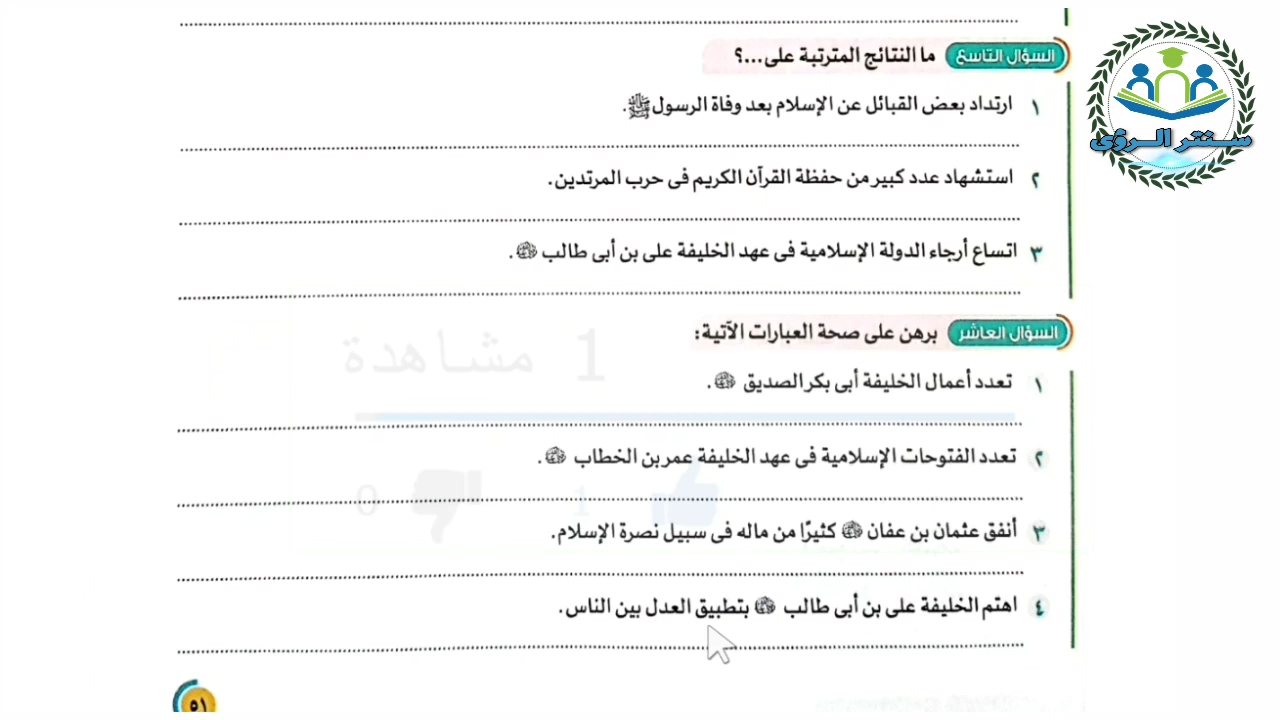 السؤال التاسع ما النتائج المترتبة على...؟
١ ارتداد بعض القبائل عن الإسلام بعد وفاة الرسول ﷺ.
٢ استشهاد عدد كبير من حفظة القرآن الكريم فى حرب المرتدين.
٣ اتساع أرجاء الدولة الإسلامية فى عهد الخليفة على بن أبى طالب .
السؤال العاشر برهن على صحة العبارات الآتية:
١ تعدد أعمال الخليفة أبى بكر الصديق .
٢ تعدد الفتوحات الإسلامية فى عهد الخليفة عمر بن الخطاب .
٣ أنفق عثمان بن عفان كثيرًا من ماله فى سبيل نصرة الإسلام.
٤ اهتم الخليفة على بن أبى طالب بتطبيق العدل بين الناس.
٥١
سنتر الرؤى
1 مشاهدة
1 0